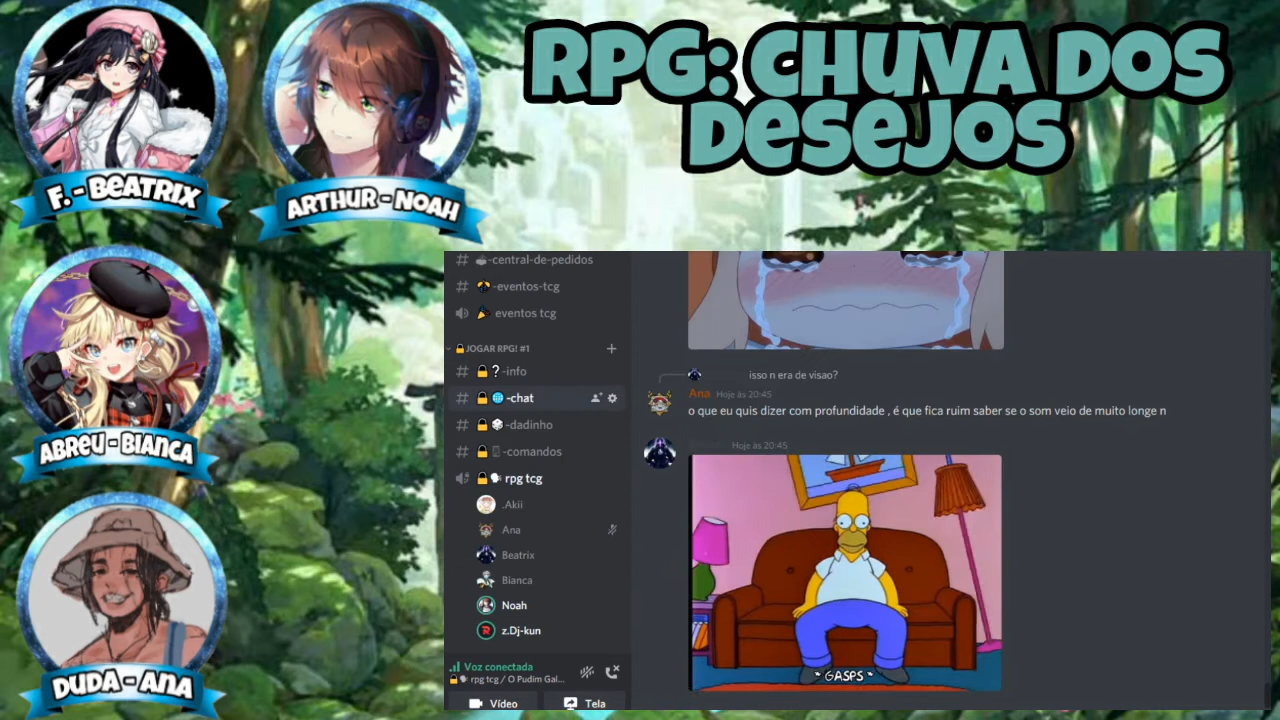 RPG: CHUVA DOS
DESEJOS
F. - BEATRIX
ARTHUR - NOAH
ABREU - BIANCA
DUDA - ANA
-central-de-pedidos
-eventos-tcg
eventos tcg
JOGAR RPG! #1
-info
-chat
-dadinho
-comandos
rpg tcg
.Akii
Ana
Beatrix
Bianca
Noah
z.Dj-kun
Voz conectada
rpg tcg / O Pudim Gal...
Vídeo
Tela
isso n era de visao?
Ana Hoje às 20:45
o que eu quis dizer com profundidade , é que fica ruim saber se o som veio de muito longe n
Hoje às 20:45
* GASPS *